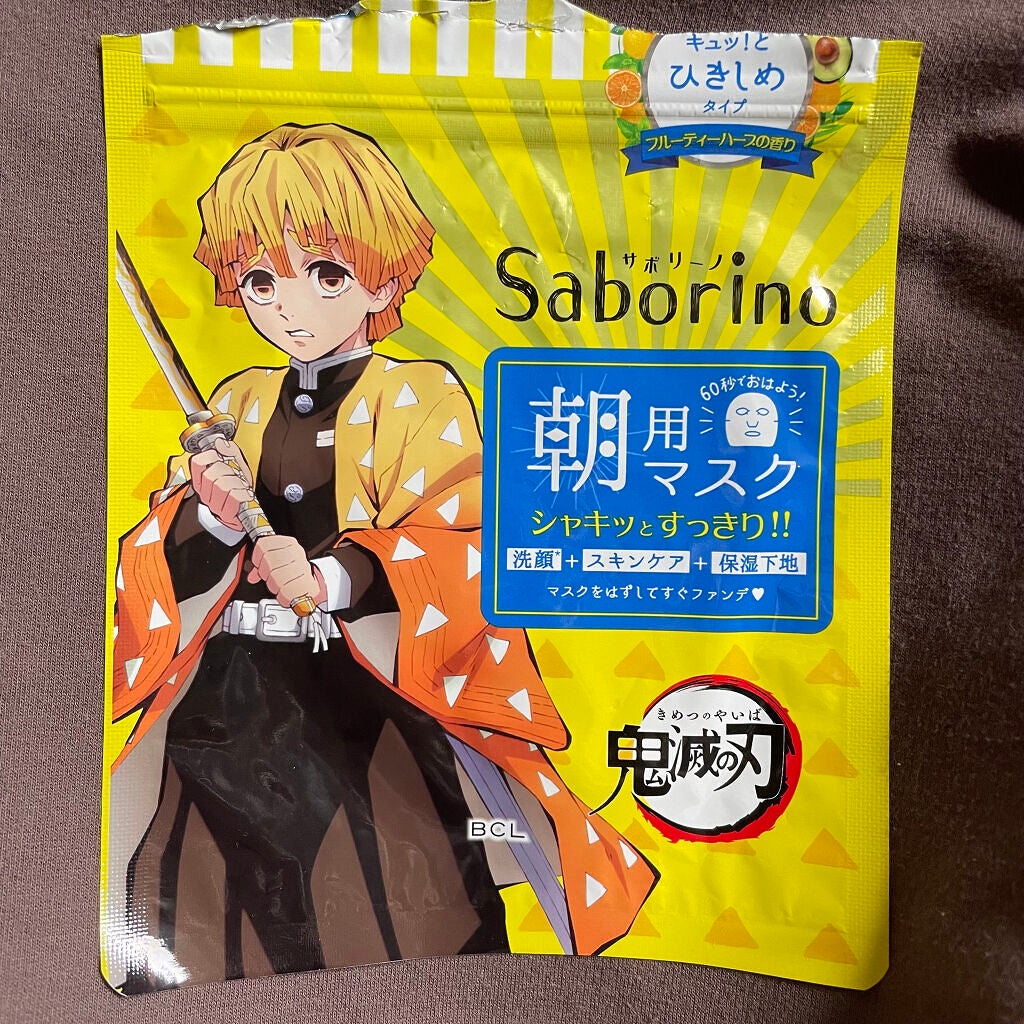 キュッ!と
ひきしめ
タイプ
フルーティーハーブの香り
サボリーノ
Saborino
60秒でおはよう!
朝用マスク
シャキッとすっきり!!
洗顔*+スキンケア+保湿下地
マスクをはずしてすぐファンデ♥
きめつのやいば
鬼滅の刃
BCL